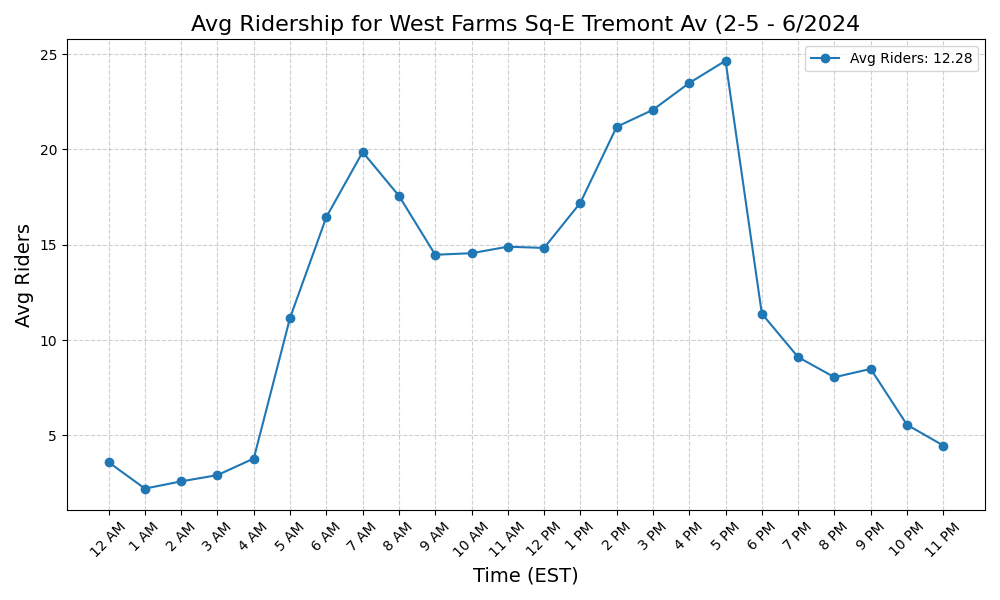 Avg Ridership for West Farms Sq-E Tremont Av (2-5 - 6/2024
Avg Riders: 12.28
25
20
15
10
5
Avg Riders
12 AM
1 AM
2 AM
3 AM
4 AM
5 AM
6 AM
7 AM
8 AM
9 AM
10 AM
11 AM
12 PM
1 PM
2 PM
3 PM
4 PM
5 PM
6 PM
7 PM
8 PM
9 PM
10 PM
11 PM
Time (EST)